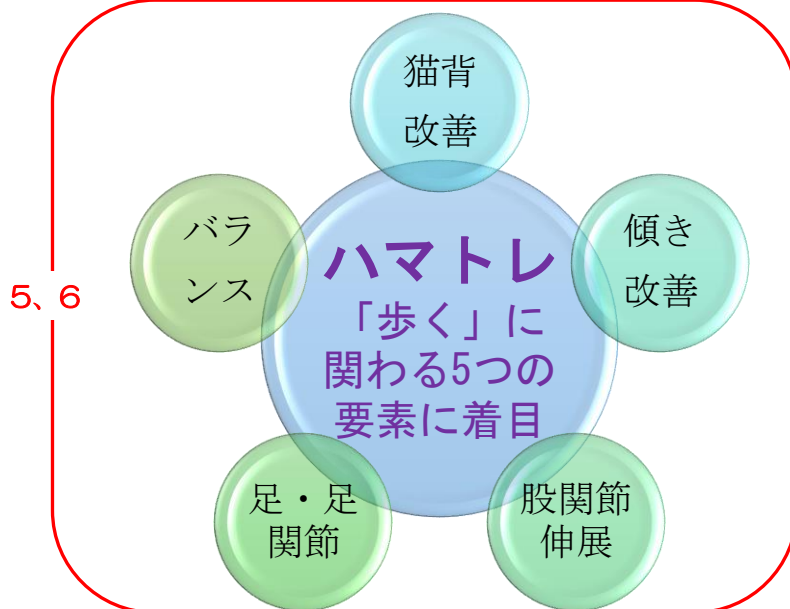 猫背
改善
バラ
ンス
傾き
改善
ハマトレ
「歩く」に
関わる5つの
要素に着目
5、6
足・足
関節
股関節
伸展